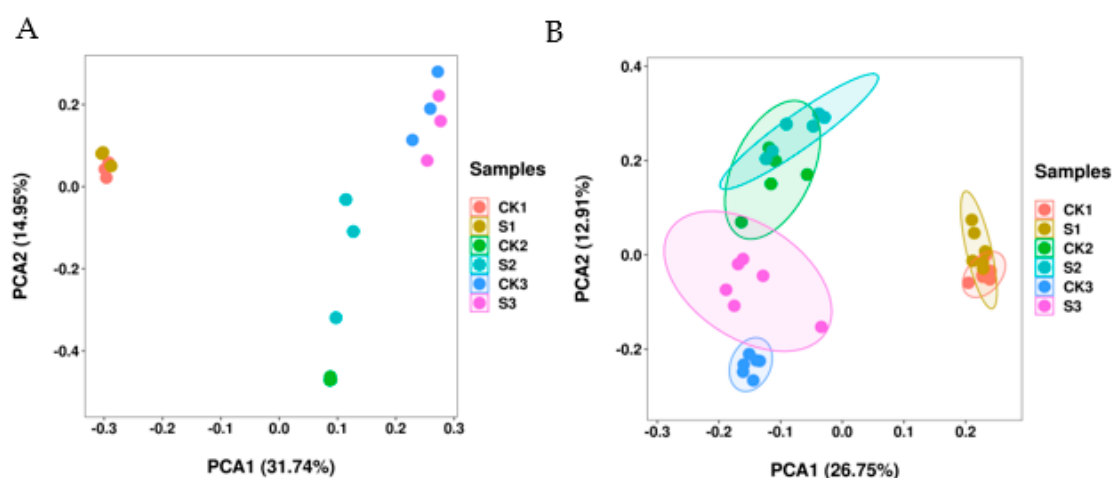 A
0.2
0.0
-0.2
-0.4
PCA2 (14.95%)
-0.3
-0.2
-0.1
0.0
0.1
0.2
0.3
PCA1 (31.74%)
Samples
CK1
S1
CK2
S2
CK3
S3
B
0.4
0.2
0.0
-0.2
PCA2 (12.91%)
-0.3
-0.2
-0.1
0.0
0.2
PCA1 (26.75%)
Samples
CK1
S1
CK2
S2
CK3
S3